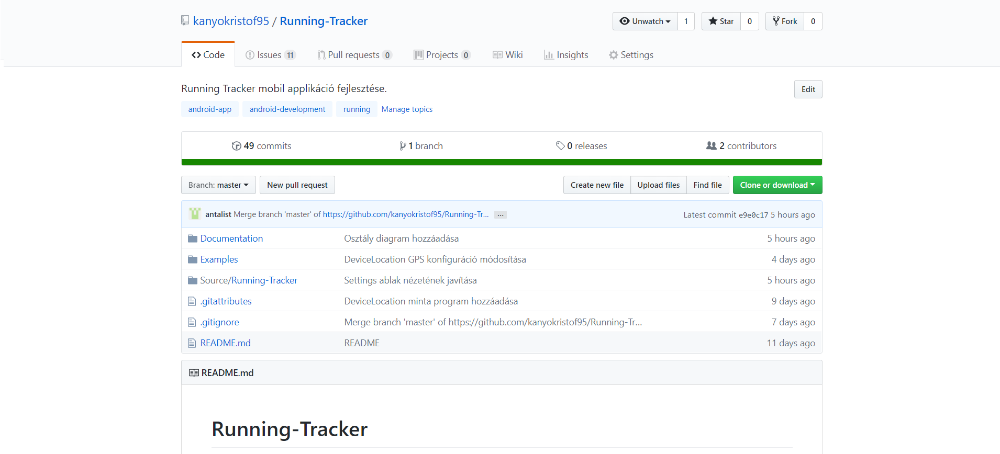 kanyokristof95 / Running-Tracker
Unwatch 1 Star 0 Fork 0
Code Issues 11 Pull requests 0 Projects 0 Wiki Insights Settings
Running Tracker mobil applikáció fejlesztése.
Edit
android-app android-development running Manage topics
49 commits 1 branch 0 releases 2 contributors
Branch: master New pull request Create new file Upload files Find file Clone or download
antalist Merge branch 'master' of https://github.com/kanyokristof95/Running-Tr... ... Latest commit e9e0c17 5 hours ago
Documentation Osztály diagram hozzáadása 5 hours ago
Examples DeviceLocation GPS konfiguráció módosítása 4 days ago
Source/Running-Tracker Settings ablak nézetének javítása 5 hours ago
.gitattributes DeviceLocation minta program hozzáadása 9 days ago
.gitignore Merge branch 'master' of https://github.com/kanyokristof95/Running-Tr... 7 days ago
README.md README 11 days ago
README.md
Running-Tracker